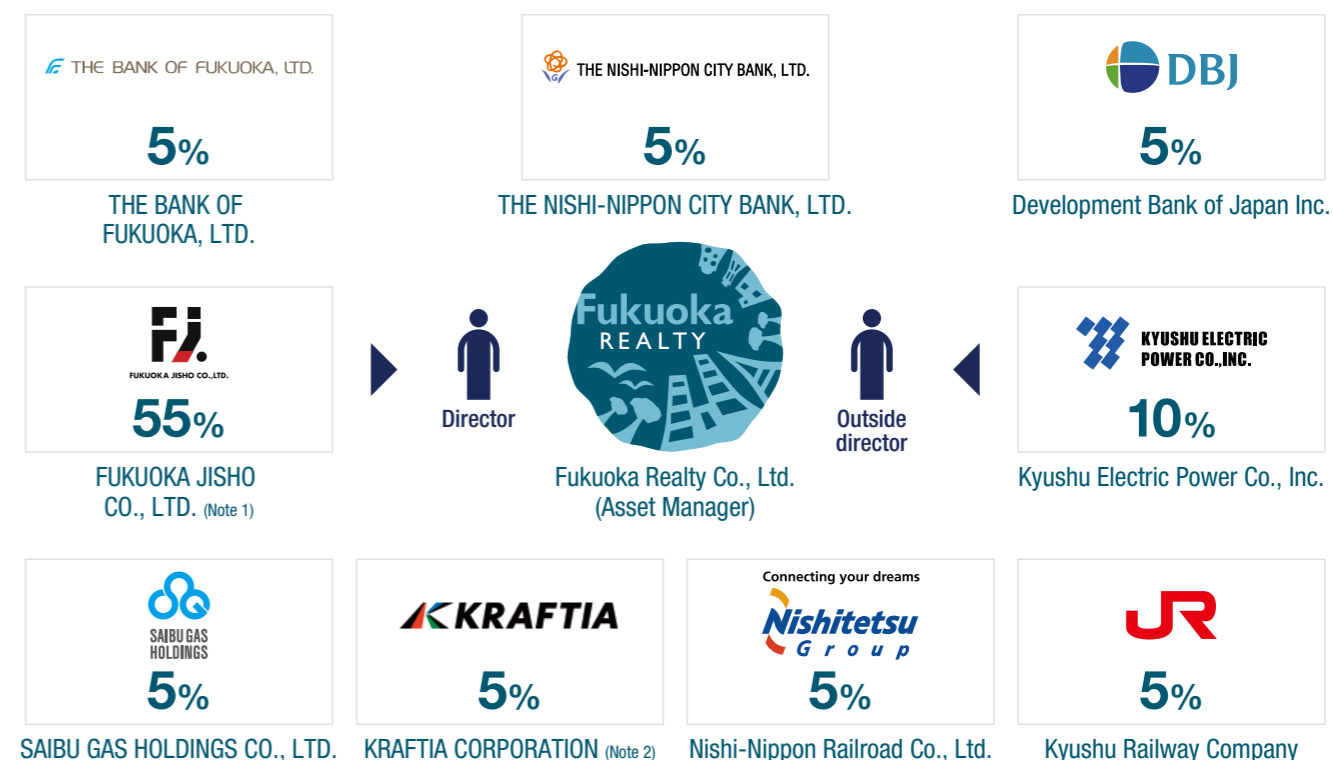 THE BANK OF FUKUOKA, LTD.
5%
THE BANK OF
FUKUOKA, LTD.
THE NISHI-NIPPON CITY BANK, LTD.
5%
THE NISHI-NIPPON CITY BANK, LTD.
DBJ
5%
Development Bank of Japan Inc.
FJ.
FUKUOKA JISHO CO.,LTD.
55%
FUKUOKA JISHO
CO., LTD. (Note 1)
Director
Fukuoka
REALTY
Fukuoka Realty Co., Ltd.
(Asset Manager)
Outside
director
KYUSHU ELECTRIC
POWER CO.,INC.
10%
Kyushu Electric Power Co., Inc.
SAIBU GAS
HOLDINGS
5%
SAIBU GAS HOLDINGS CO., LTD.
KRAFTIA
5%
KRAFTIA CORPORATION (Note 2)
Connecting your dreams
Nishitetsu
Group
5%
Nishi-Nippon Railroad Co., Ltd.
JR
5%
Kyushu Railway Company